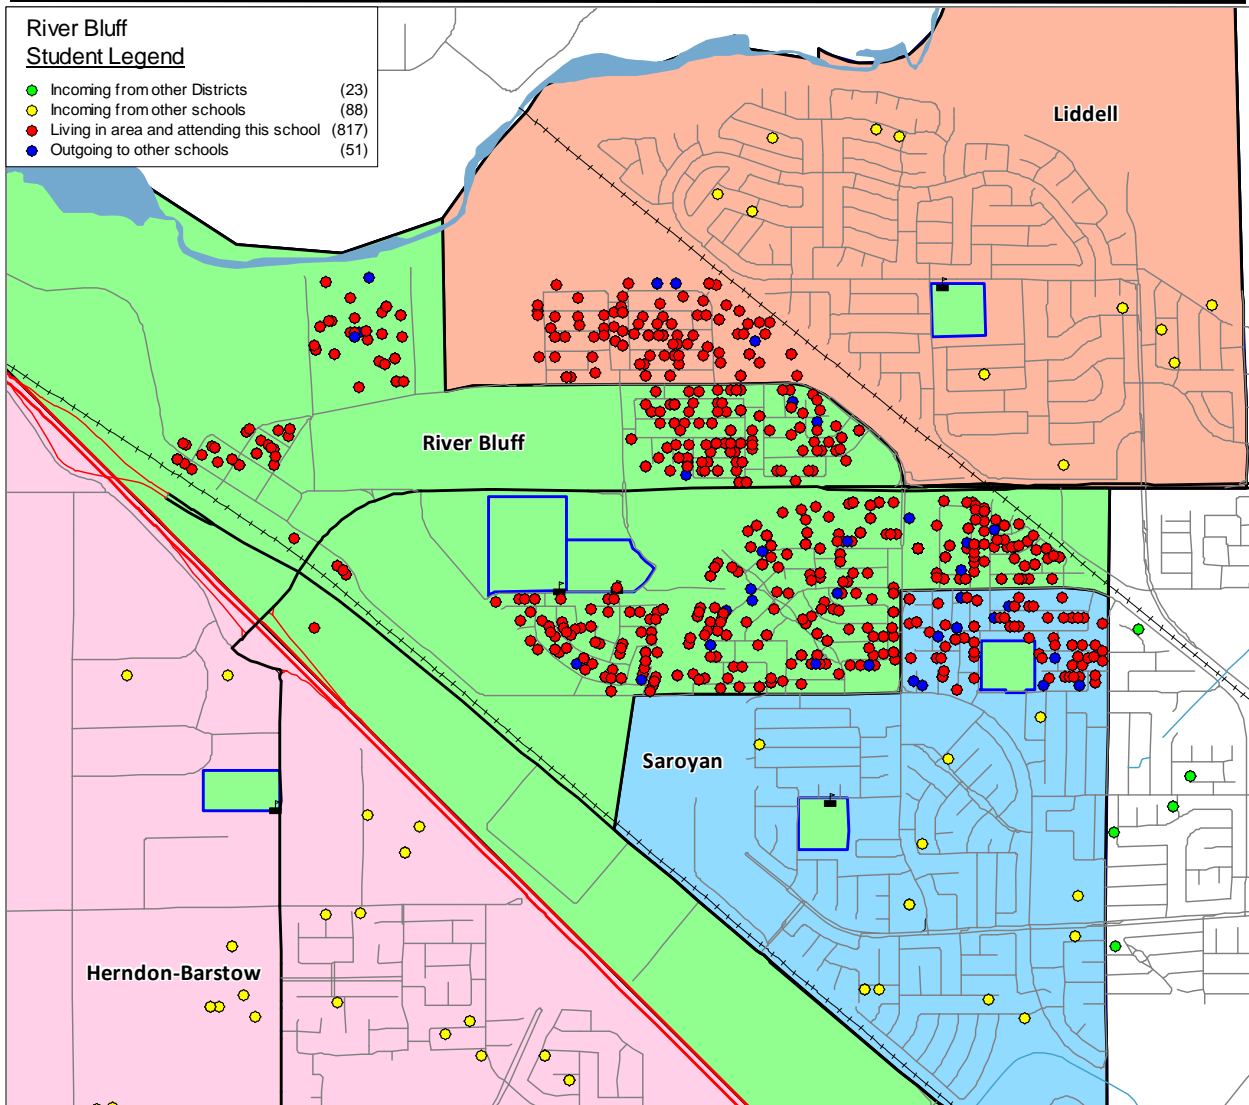 River Bluff
Student Legend
Incoming from other Districts (23)
Incoming from other schools (88)
Living in area and attending this school (817)
Outgoing to other schools (51)
Liddell
River Bluff
Saroyan
Herndon-Barstow